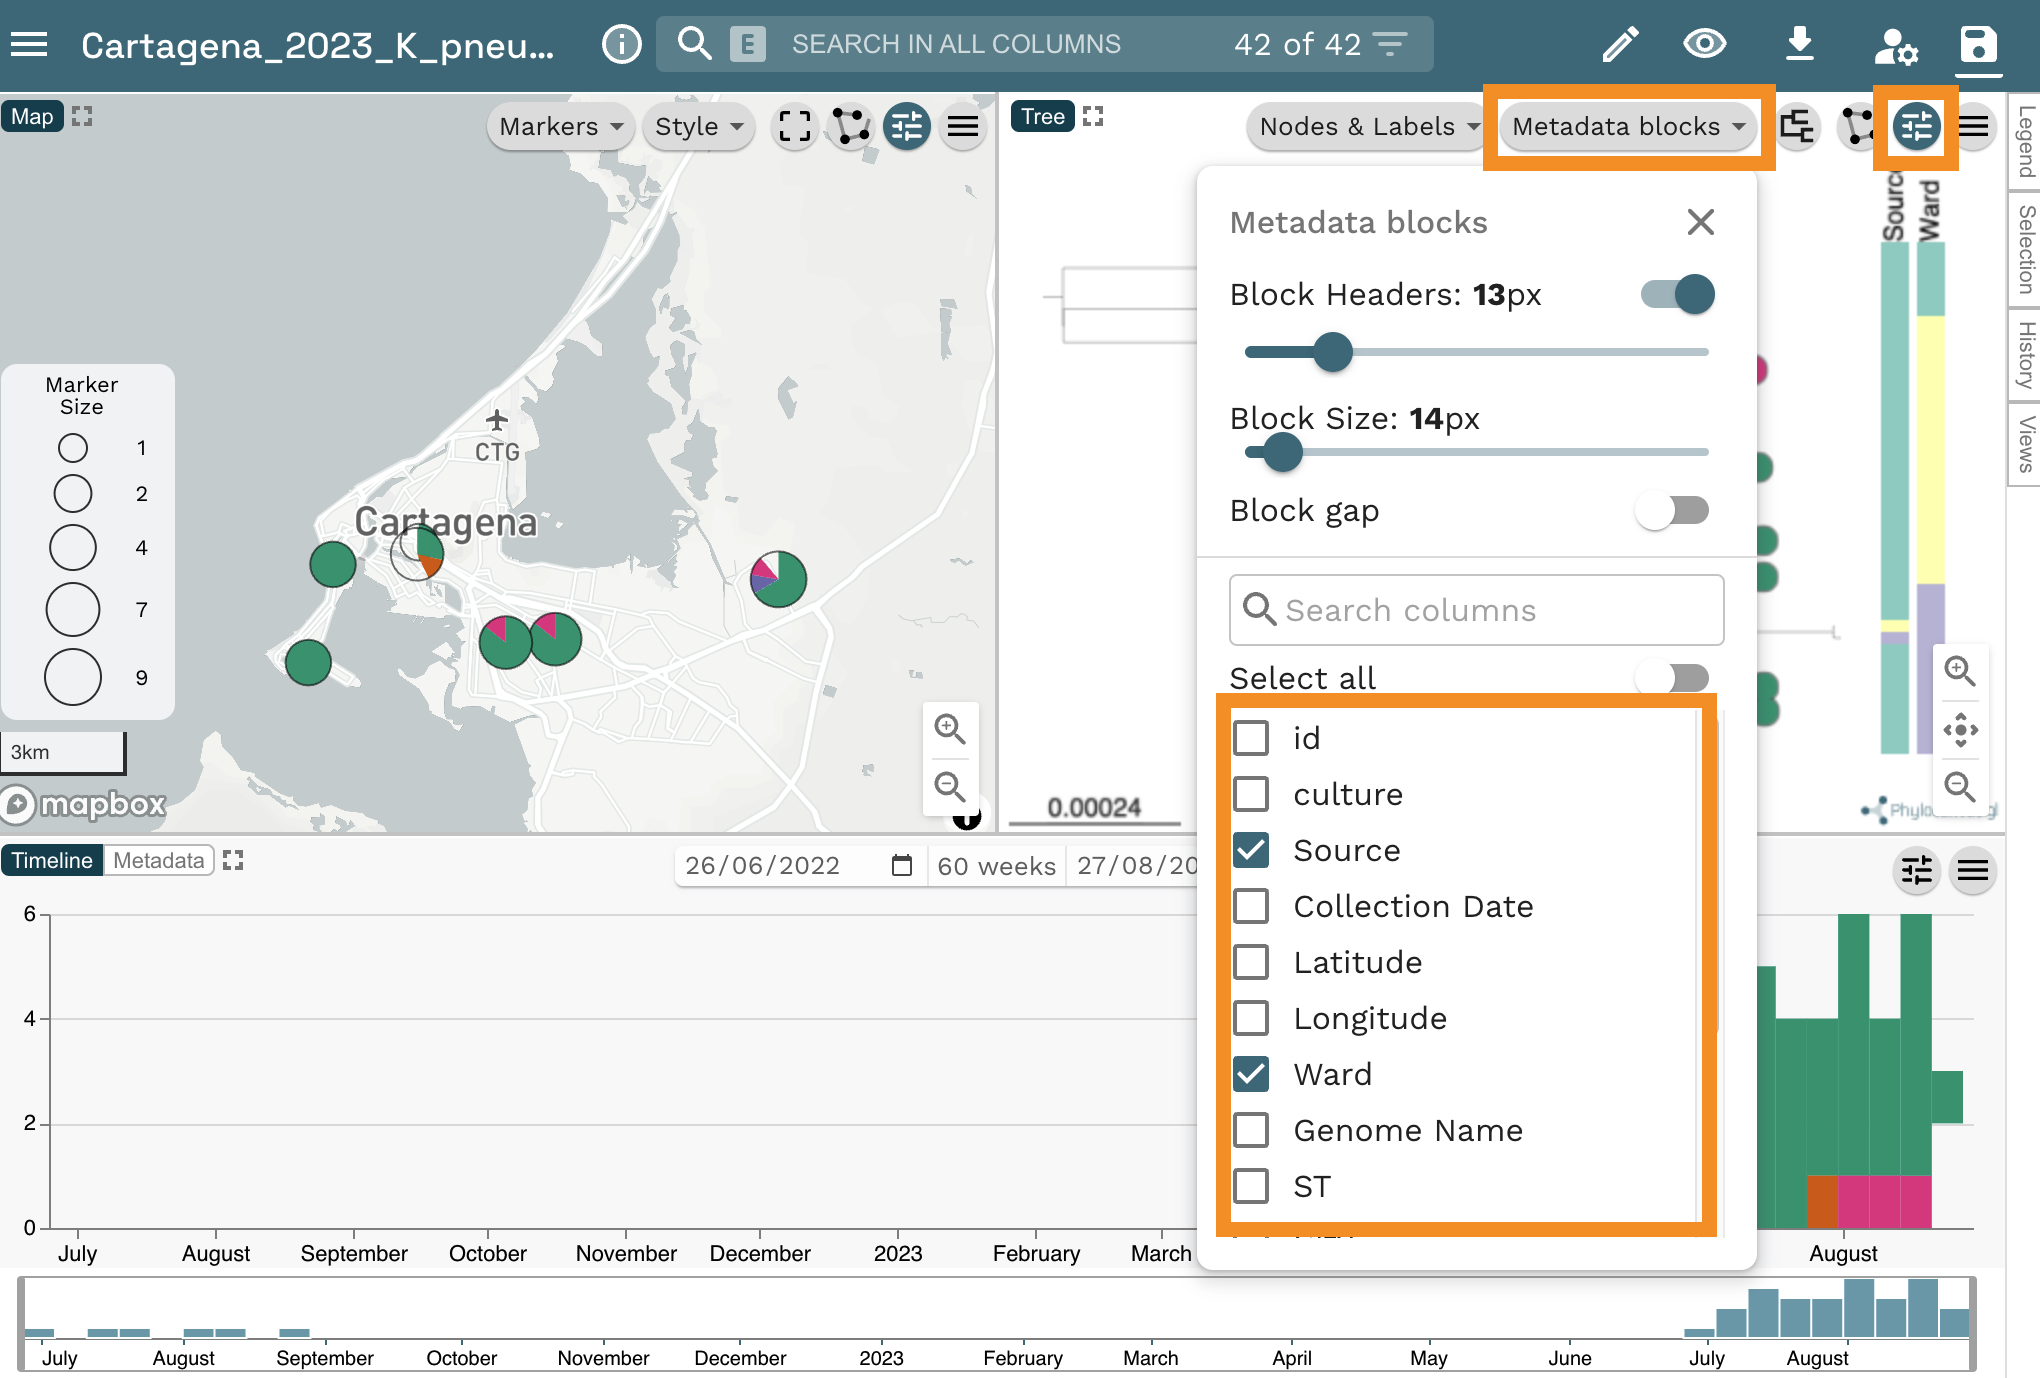 Cartagena_2023_K_pneu...
E
SEARCH IN ALL COLUMNS
42 of 42
Map
Markers
Style
Tree
Nodes & Labels
Metadata blocks
Legend
Selection
History
Views
Source
Ward
Metadata blocks
Block Headers: 13px
Block Size: 14px
Block gap
Search columns
Select all
id
culture
Source
Collection Date
Latitude
Longitude
Ward
Genome Name
ST
Marker
Size
1
2
4
7
9
CTG
Cartagena
3km
mapbox
0.00024
Timeline
Metadata
26/06/2022
60 weeks
27/08/20
6
4
2
0
July
August
September
October
November
December
2023
February
March
August
July
August
September
October
November
December
2023
February
March
April
May
June
July
August